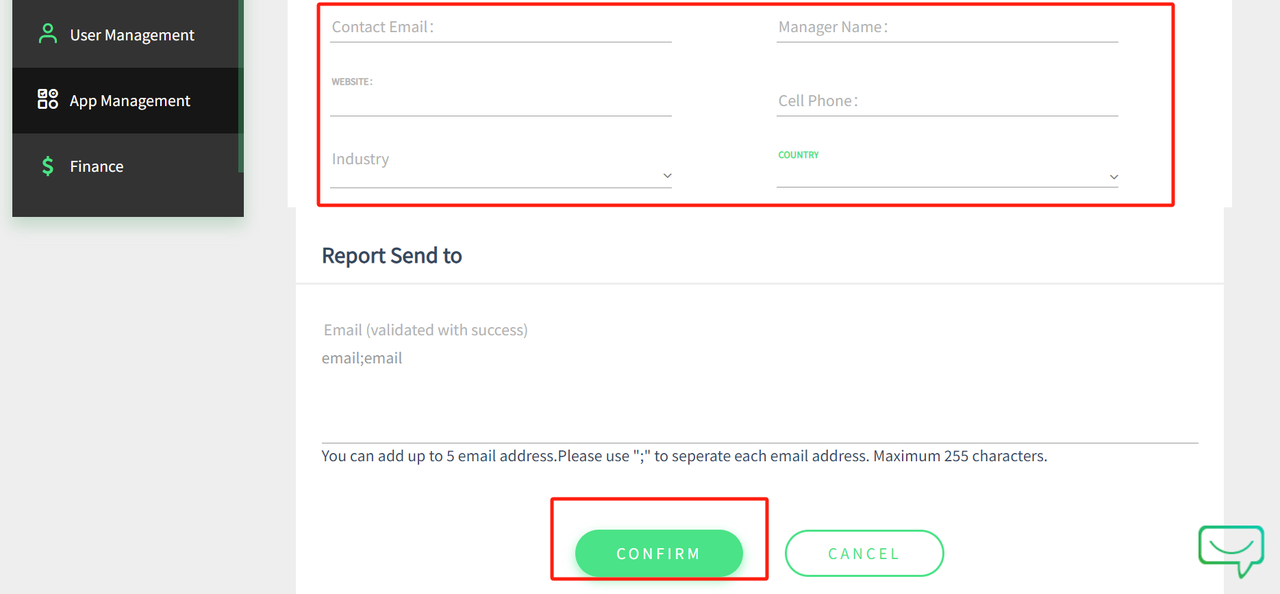 User Management
App Management
Finance
Contact Email：
Manager Name：
WEBSITE：
Cell Phone：
Industry
COUNTRY
Report Send to
Email (validated with success)
email;email
You can add up to 5 email address.Please use ";" to seperate each email address. Maximum 255 characters.
CONFIRM
CANCEL